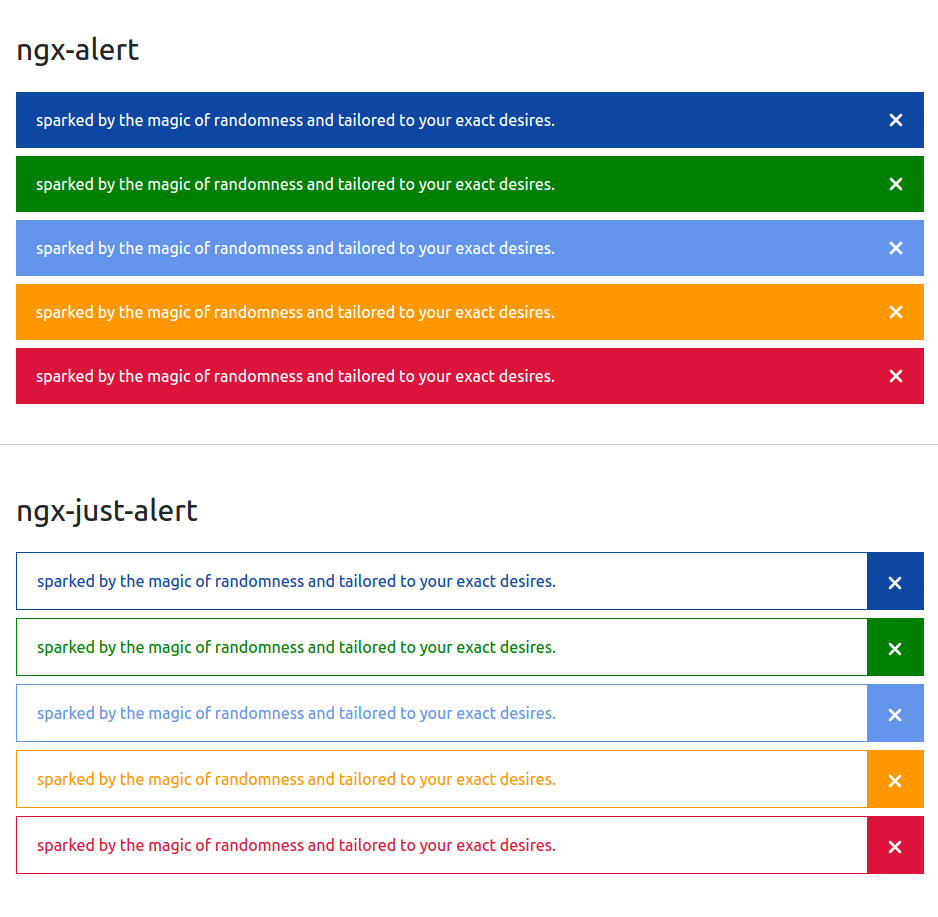 ngx-alert
sparked by the magic of randomness and tailored to your exact desires.
sparked by the magic of randomness and tailored to your exact desires.
sparked by the magic of randomness and tailored to your exact desires.
sparked by the magic of randomness and tailored to your exact desires.
sparked by the magic of randomness and tailored to your exact desires.
ngx-just-alert
sparked by the magic of randomness and tailored to your exact desires.
sparked by the magic of randomness and tailored to your exact desires.
sparked by the magic of randomness and tailored to your exact desires.
sparked by the magic of randomness and tailored to your exact desires.
sparked by the magic of randomness and tailored to your exact desires.